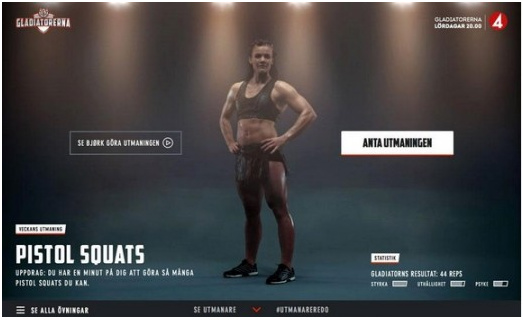 GLADIATORERNA
GLADIATORERNA
LÖRDAGAR 20.00
4
SE BJÖRK GÖRA UTMANINGEN
ANTA UTMANINGEN
VECKANS UTMANING
PISTOL SQUATS
UPPDRAG: DU HAR EN MINUT PÅ DIG ATT GÖRA SÅ MÅNGA
PISTOL SQUATS DU KAN.
STATISTIK
GLADIATORNS RESULTAT: 44 REPS
STYRKA UTHÅLLIGHET PSYKE
SE ALLA ÖVNINGAR
SE UTMANARE
#UTMANAREREDO